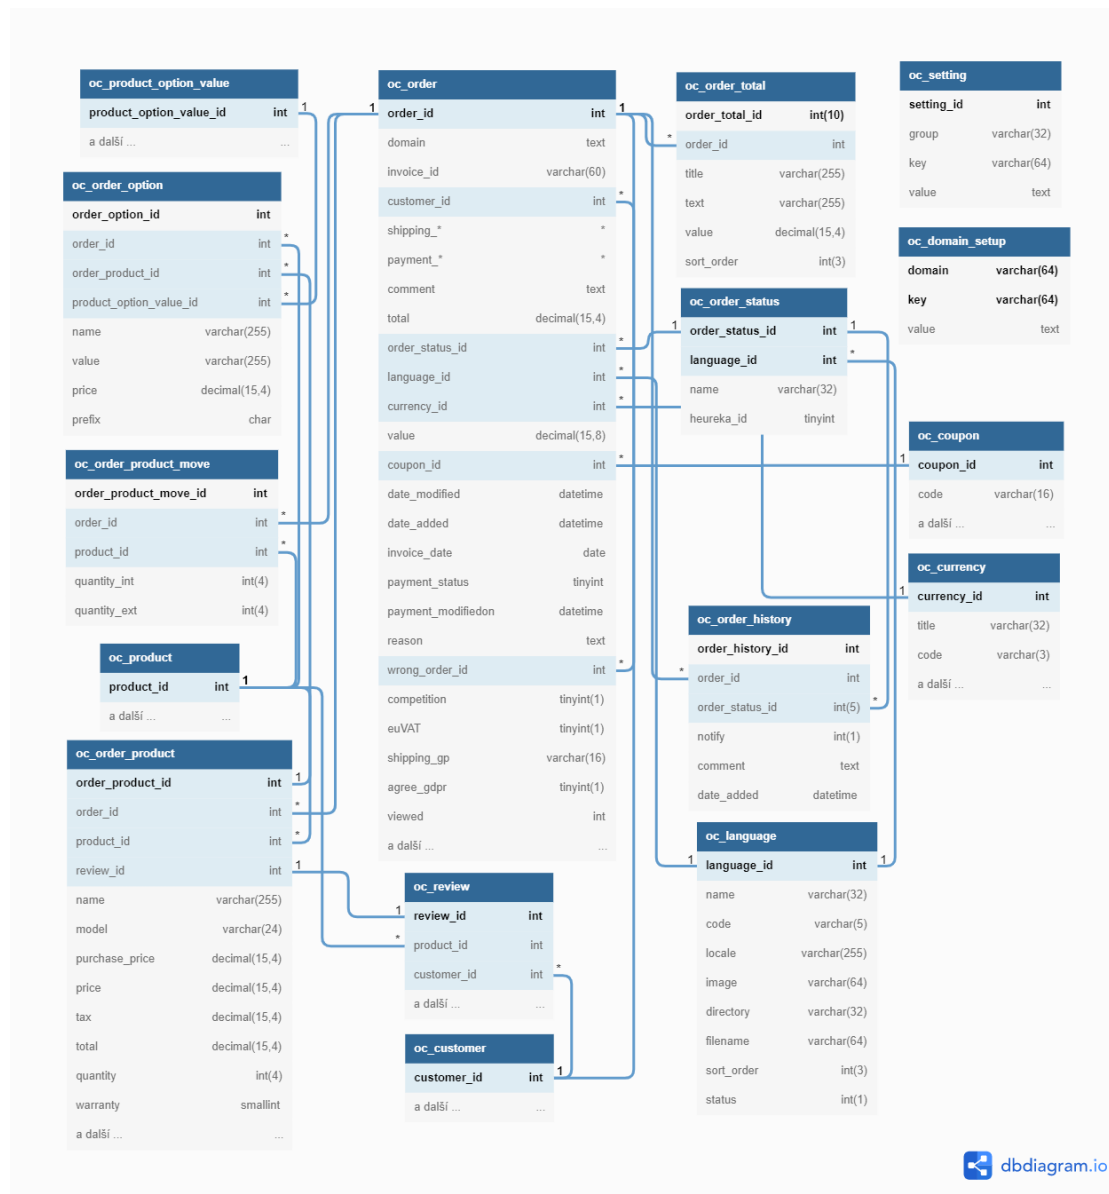 oc_product_option_value
product_option_value_id int
a další ... ...
oc_order_option
order_option_id int
order_id int
order_product_id int
product_option_value_id int
name varchar(255)
value varchar(255)
price decimal(15,4)
prefix char
oc_order_product_move
order_product_move_id int
order_id int
product_id int
quantity_int int(4)
quantity_ext int(4)
oc_product
product_id int
a další ... ...
oc_order_product
order_product_id int
order_id int
product_id int
review_id int
name varchar(255)
model varchar(24)
purchase_price decimal(15,4)
price decimal(15,4)
tax decimal(15,4)
total decimal(15,4)
quantity int(4)
warranty smallint
a další ... ...
oc_order
order_id int
domain text
invoice_id varchar(60)
customer_id int
shipping_* *
payment_* *
comment text
total decimal(15,4)
order_status_id int
language_id int
currency_id int
value decimal(15,8)
coupon_id int
date_modified datetime
date_added datetime
invoice_date date
payment_status tinyint
payment_modifiedon datetime
reason text
wrong_order_id int
competition tinyint(1)
euVAT tinyint(1)
shipping_gp varchar(16)
agree_gdpr tinyint(1)
viewed int
a další ... ...
oc_review
review_id int
product_id int
customer_id int
a další ... ...
oc_customer
customer_id int
a další ... ...
oc_order_total
order_total_id int(10)
order_id int
title varchar(255)
text varchar(255)
value decimal(15,4)
sort_order int(3)
oc_order_status
order_status_id int
language_id int
name varchar(32)
heureka_id tinyint
oc_order_history
order_history_id int
order_id int
order_status_id int(5)
notify int(1)
comment text
date_added datetime
oc_language
language_id int
name varchar(32)
code varchar(5)
locale varchar(255)
image varchar(64)
directory varchar(32)
filename varchar(64)
sort_order int(3)
status int(1)
oc_setting
setting_id int
group varchar(32)
key varchar(64)
value text
oc_domain_setup
domain varchar(64)
key varchar(64)
value text
oc_coupon
coupon_id int
code varchar(16)
a další ... ...
oc_currency
currency_id int
title varchar(32)
code varchar(3)
a další ... ...
dbdiagram.io